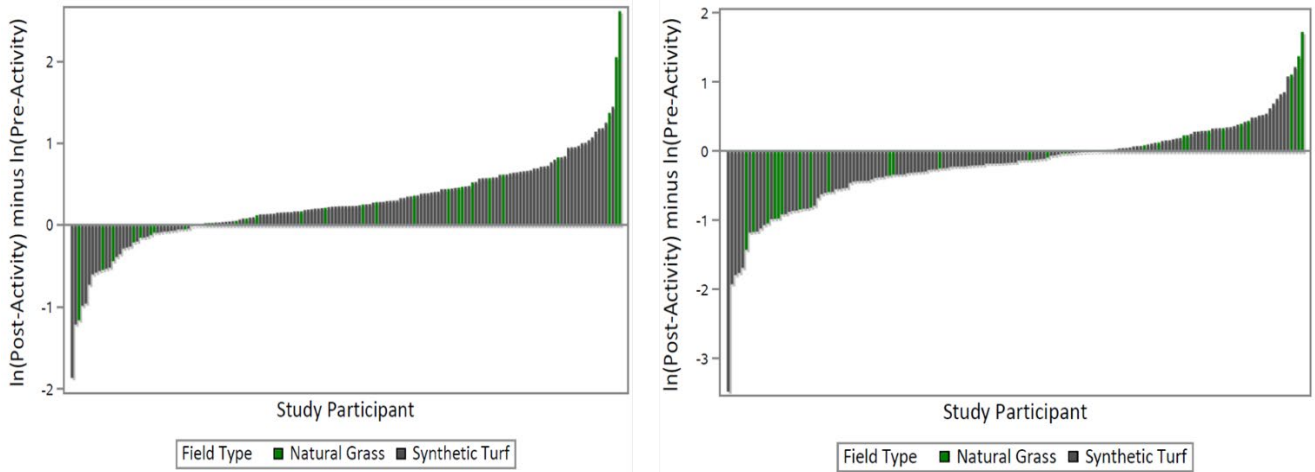 ln(Post-Activity) minus ln(Pre-Activity)
2
1
0
-1
-2
Study Participant
Field Type Natural Grass Synthetic Turf
ln(Post-Activity) minus ln(Pre-Activity)
2
1
0
-1
-2
-3
Study Participant
Field Type Natural Grass Synthetic Turf